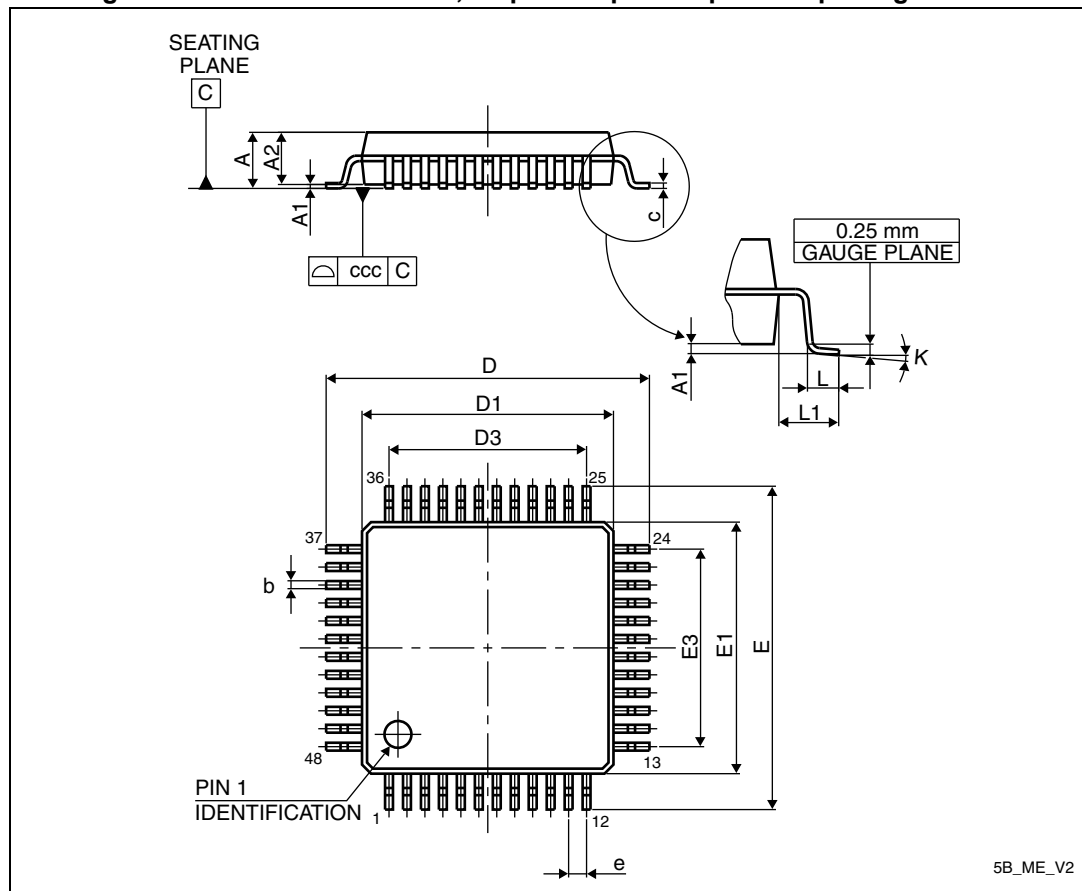 SEATING
PLANE
C
A
A2
A1
c
ccc C
0.25 mm
GAUGE PLANE
K
A1
L
L1
D
D1
D3
36
25
37
24
b
E3
E1
E
48
13
PIN 1
IDENTIFICATION
1
12
e
5B_ME_V2